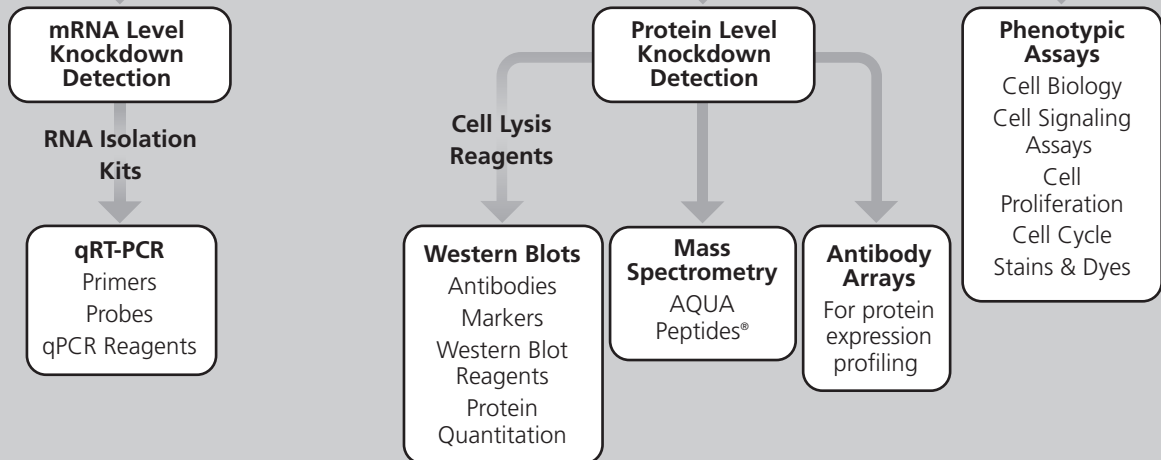 mRNA Level
Knockdown
Detection
RNA Isolation
Kits
qRT-PCR
Primers
Probes
qPCR Reagents
Protein Level
Knockdown
Detection
Cell Lysis
Reagents
Western Blots
Antibodies
Markers
Western Blot
Reagents
Protein
Quantitation
Mass
Spectrometry
AQUA
Peptides®
Antibody
Arrays
For protein
expression
profiling
Phenotypic
Assays
Cell Biology
Cell Signaling
Assays
Cell
Proliferation
Cell Cycle
Stains & Dyes